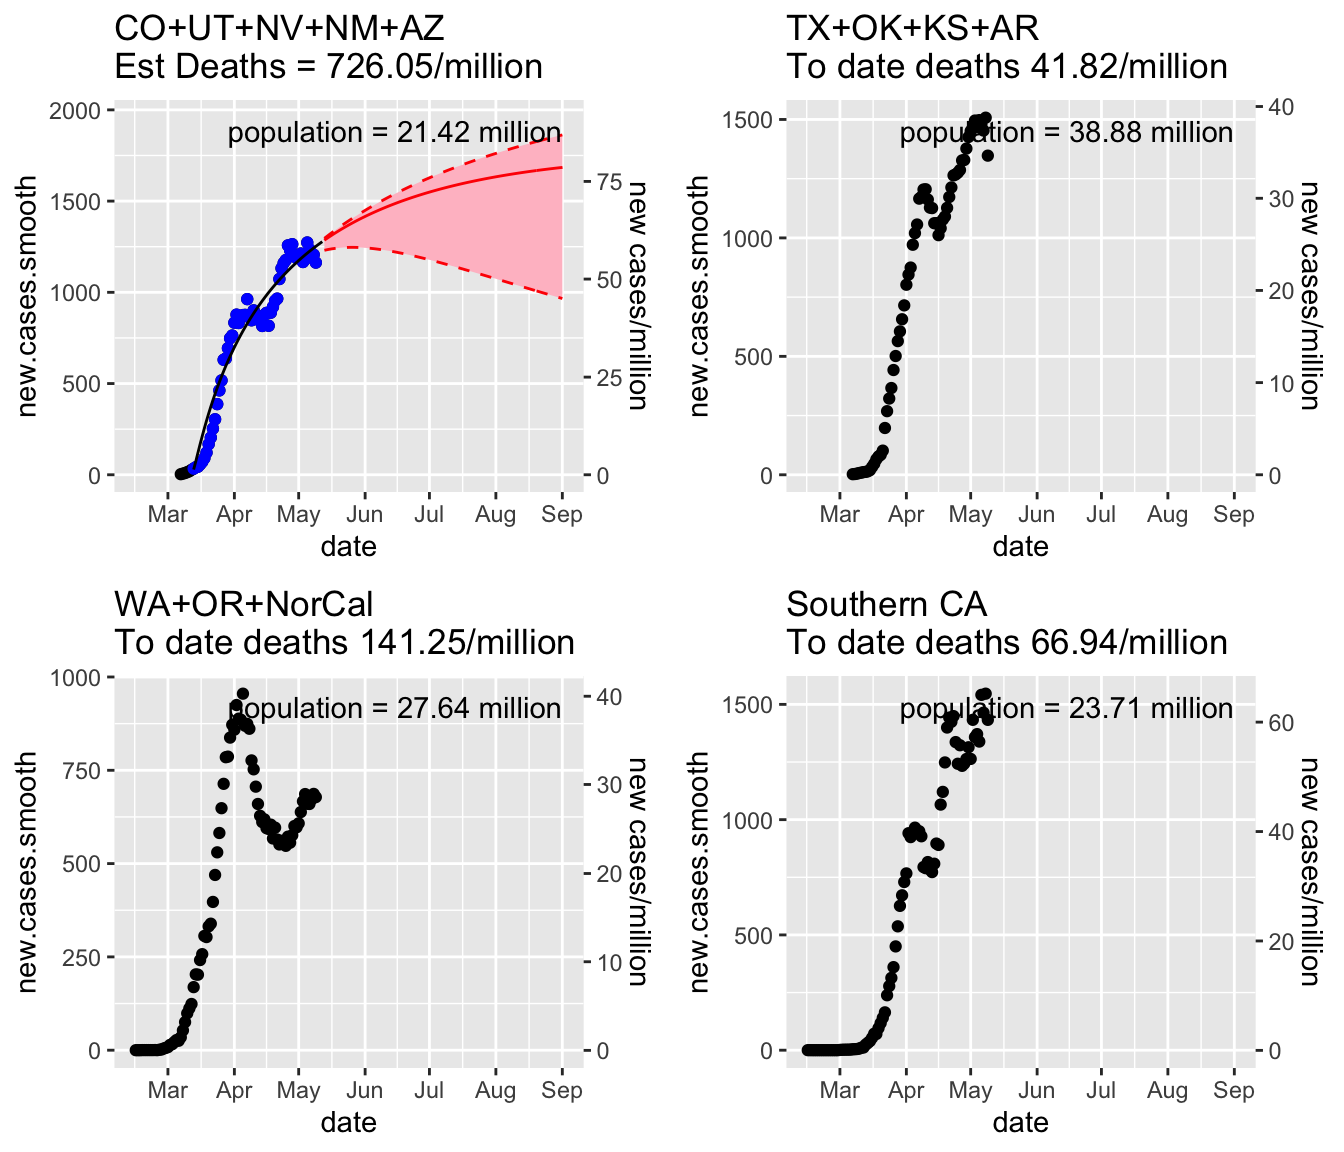 CO+UT+NV+NM+AZ
Est Deaths = 726.05/million
population = 21.42 million
2000
1500
1000
500
0
new.cases.smooth
75
50
25
0
new cases/million
Mar Apr May Jun Jul Aug Sep
date
TX+OK+KS+AR
To date deaths 41.82/million
population = 38.88 million
1500
1000
500
0
new.cases.smooth
40
30
20
10
0
new cases/million
Mar Apr May Jun Jul Aug Sep
date
WA+OR+NorCal
To date deaths 141.25/million
population = 27.64 million
1000
750
500
250
0
new.cases.smooth
40
30
20
10
0
new cases/million
Mar Apr May Jun Jul Aug Sep
date
Southern CA
To date deaths 66.94/million
population = 23.71 million
1500
1000
500
0
new.cases.smooth
60
40
20
0
new cases/million
Mar Apr May Jun Jul Aug Sep
date